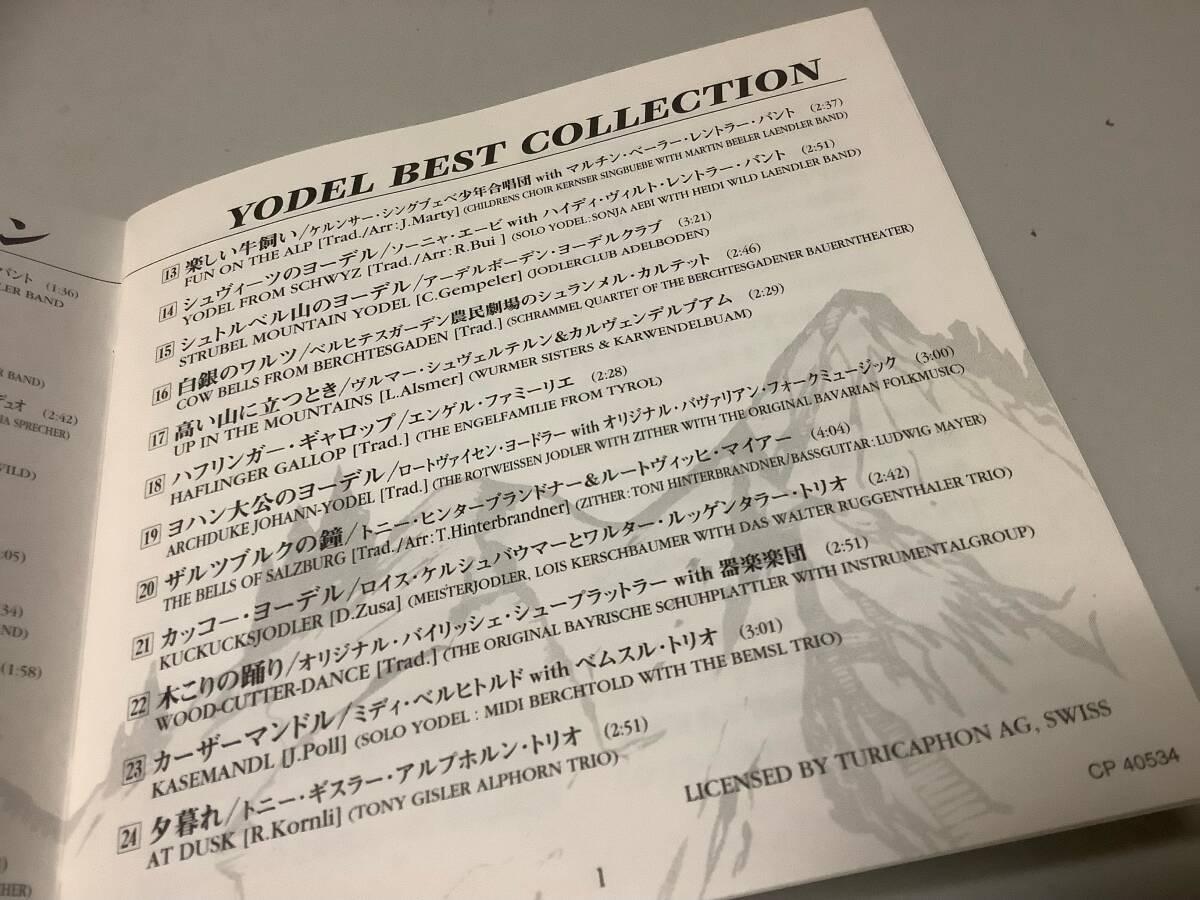 ン
バント (1:36)
LER BAND
R BAND)
デュオ (2:42)
IA SPRECHER)
WILD)
:05)
34)
ND)
(1:58)
THER)
YODEL BEST COLLECTION
13 楽しい牛飼い/ケルンサー・シングブェベ少年合唱団 with マルチン・ベーラー・レントラー・バント (2:37)
FUN ON THE ALP [Trad./Arr:J.Marty] (CHILDRENS CHOIR KERNSER SINGBUEBE WITH MARTIN BEELER LAENDLER BAND)
14 シュヴィーツのヨーデル/ソーニャ・エービ with ハイディ・ヴィルト・レントラー・バント (2:51)
YODEL FROM SCHWYZ [Trad./Arr:R.Bui ] (SOLO YODEL:SONJA AEBI WITH HEIDI WILD LAENDLER BAND)
15 シュトルベル山のヨーデル/アーデルボーデン・ヨーデルクラブ (3:21)
STRUBEL MOUNTAIN YODEL [C.Gempeler] (JODLERCLUB ADELBODEN)
16 白銀のワルツ/ベルヒテスガーデン農民劇場のシュランメル・カルテット (2:46)
COW BELLS FROM BERCHTESGADEN [Trad.] (SCHRAMMEL QUARTET OF THE BERCHTESGADENER BAUERNTHEATER)
17 高い山に立つとき/ヴルマー・シュヴェルテルン&カルヴェンデルブアム (2:29)
UP IN THE MOUNTAINS [L.Alsmer] (WURMER SISTERS & KARWENDELBUAM)
18 ハフリンガー・ギャロップ/エンゲル・ファミーリエ (2:28)
HAFLINGER GALLOP [Trad.] (THE ENGELFAMILIE FROM TYROL)
19 ヨハン大公のヨーデル/ロートヴァイセン・ヨードラー with オリジナル・バヴァリアン・フォークミュージック (3:00)
ARCHDUKE JOHANN-YODEL [Trad.] (THE ROTWEISSEN JODLER WITH ZITHER WITH THE ORIGINAL BAVARIAN FOLKMUSIC)
20 ザルツブルクの鐘/トニー・ヒンターブランドナー&ルートヴィッヒ・マイアー (4:04)
THE BELLS OF SALZBURG [Trad./Arr:T.Hinterbrandner] (ZITHER:TONI HINTERBRANDNER/BASSGUITAR:LUDWIG MAYER)
21 カッコー・ヨーデル/ロイス・ケルシュバウマーとワルター・ルッゲンタラー・トリオ (2:42)
KUCKUCKSJODLER [D.Zusa] (MEISTERJODLER, LOIS KERSCHBAUMER WITH DAS WALTER RUGGENTHALER TRIO)
22 木こりの踊り/オリジナル・バイリッシェ・シュープラットラー with 器楽楽団 (2:51)
WOOD-CUTTER-DANCE [Trad.] (THE ORIGINAL BAYRISCHE SCHUHPLATTLER WITH INSTRUMENTALGROUP)
23 カーザーマンドル/ミディ・ベルヒトルド with ベムスル・トリオ (3:01)
KASEMANDL [J.Poll] (SOLO YODEL : MIDI BERCHTOLD WITH THE BEMSL TRIO)
24 夕暮れ/トニー・ギスラー・アルプホルン・トリオ (2:51)
AT DUSK [R.Kornli] (TONY GISLER ALPHORN TRIO)
LICENSED BY TURICAPHON AG, SWISS
CP 40534
1